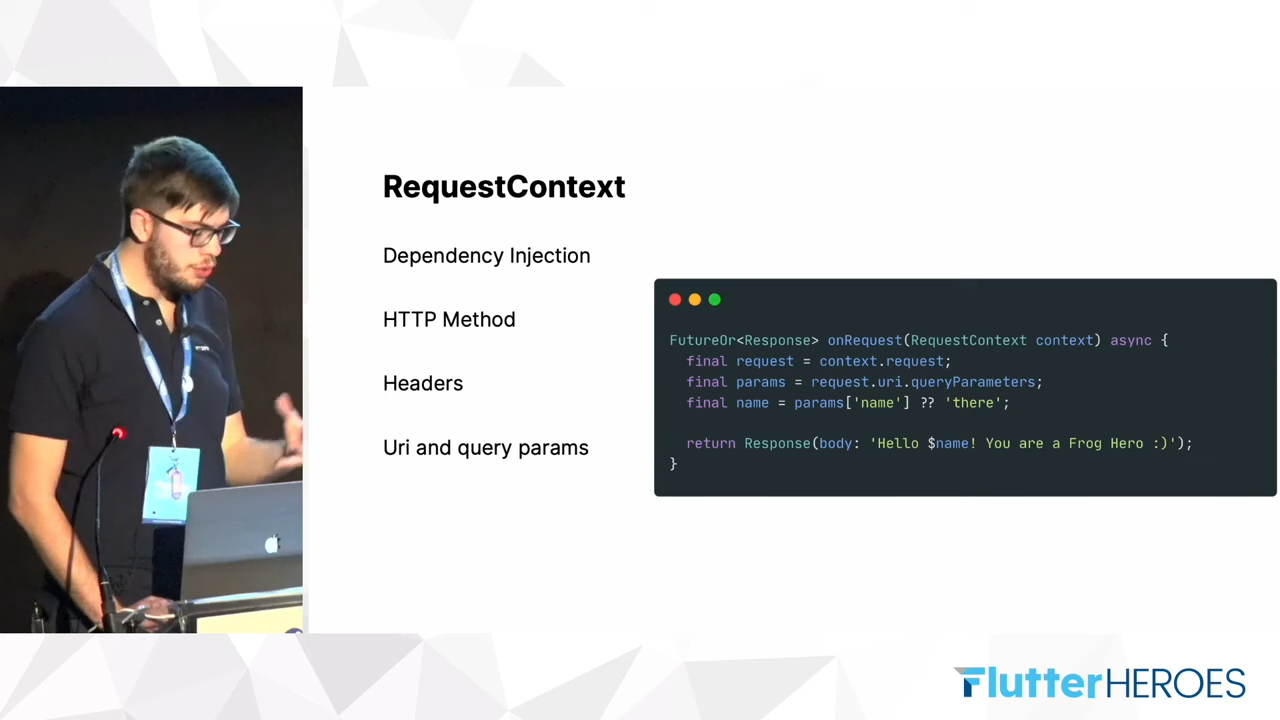 RequestContext
Dependency Injection
HTTP Method
Headers
Uri and query params
FutureOr<Response> onRequest(RequestContext context) async {
  final request = context.request;
  final params = request.uri.queryParameters;
  final name = params['name'] ?? 'there';

  return Response(body: 'Hello $name! You are a Frog Hero :)');
}
FlutterHEROES